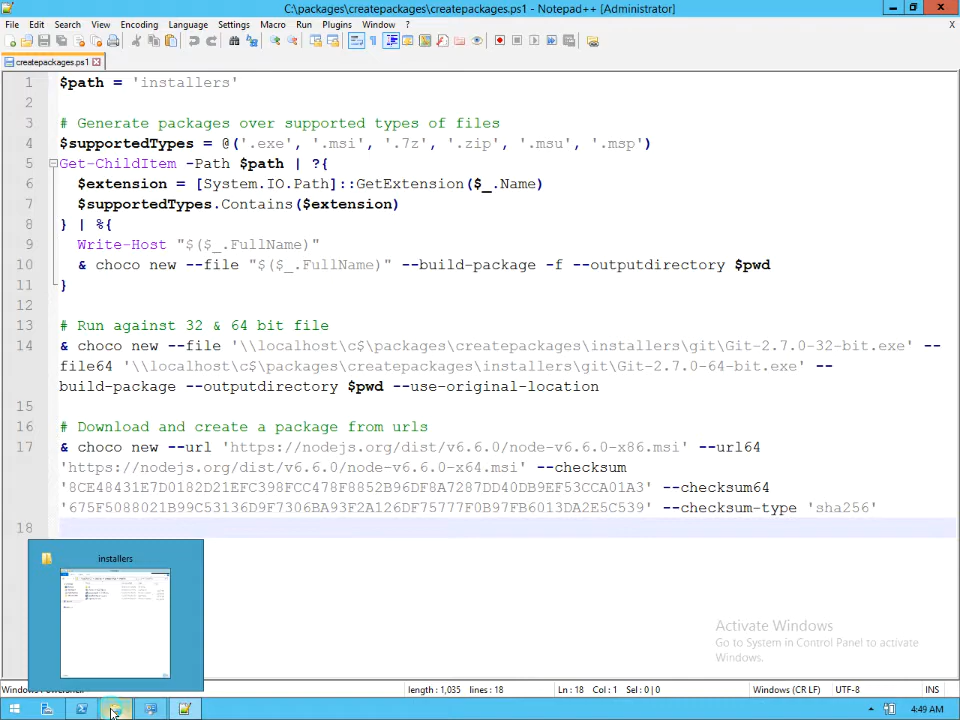 C:\packages\createpackages\createpackages.ps1 - Notepad++ [Administrator]
File Edit Search View Encoding Language Settings Macro Run Plugins Window ? X
createpackages.ps1
1 $path = 'installers'
2
3 # Generate packages over supported types of files
4 $supportedTypes = @('.exe', '.msi', '.7z', '.zip', '.msu', '.msp')
5 Get-ChildItem -Path $path | ?{
6 $extension = [System.IO.Path]::GetExtension($_.Name)
7 $supportedTypes.Contains($extension)
8 } | %{
9 Write-Host "$($_.FullName)"
10 & choco new --file "$($_.FullName)" --build-package -f --outputdirectory $pwd
11 }
12
13 # Run against 32 & 64 bit file
14 & choco new --file '\\localhost\c$\packages\createpackages\installers\git\Git-2.7.0-32-bit.exe' --
file64 '\\localhost\c$\packages\createpackages\installers\git\Git-2.7.0-64-bit.exe' --
build-package --outputdirectory $pwd --use-original-location
15
16 # Download and create a package from urls
17 & choco new --url 'https://nodejs.org/dist/v6.6.0/node-v6.6.0-x86.msi' --url64
'https://nodejs.org/dist/v6.6.0/node-v6.6.0-x64.msi' --checksum
'8CE48431E7D0182D21EFC398FCC478F8852B96DF8A7287DD40DB9EF53CCA01A3' --checksum64
'675F5088021B99C53136D9F7306BA93F2A126DF75777F0B97FB6013DA2E5C539' --checksum-type 'sha256'
18
installers
Activate Windows
Go to System in Control Panel to activate
Windows.
length : 1,035 lines : 18 Ln : 18 Col : 1 Sel : 0 | 0 Windows (CR LF) UTF-8 INS
4:49 AM